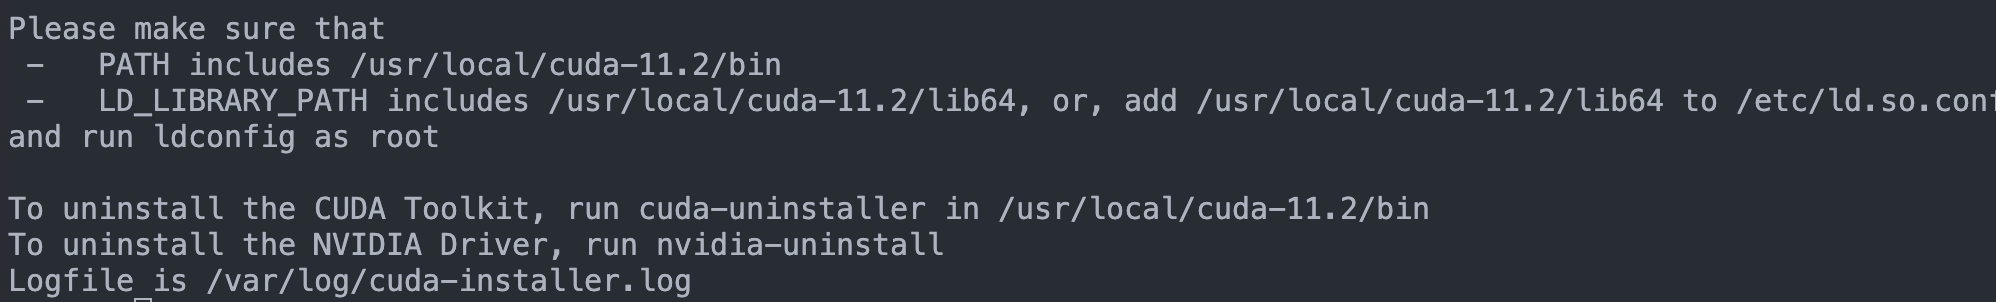 Please make sure that
 -   PATH includes /usr/local/cuda-11.2/bin
 -   LD_LIBRARY_PATH includes /usr/local/cuda-11.2/lib64, or, add /usr/local/cuda-11.2/lib64 to /etc/ld.so.conf
and run ldconfig as root

To uninstall the CUDA Toolkit, run cuda-uninstaller in /usr/local/cuda-11.2/bin
To uninstall the NVIDIA Driver, run nvidia-uninstall
Logfile is /var/log/cuda-installer.log